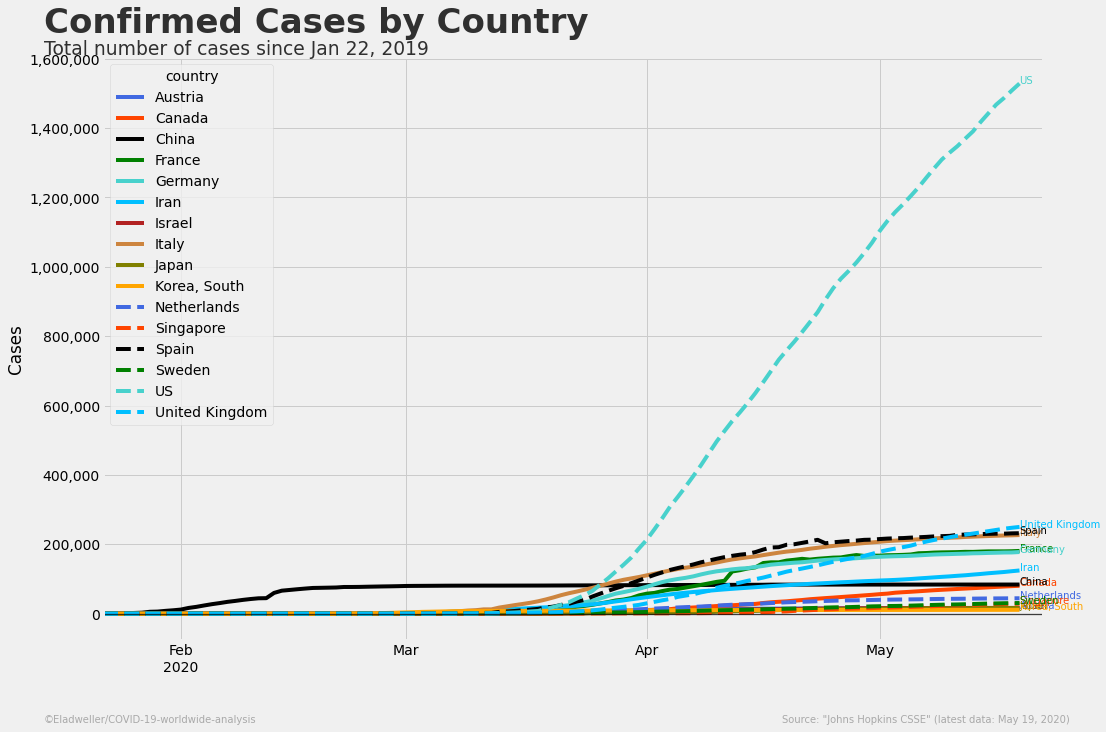 Confirmed Cases by Country
Total number of cases since Jan 22, 2019
1,600,000
1,400,000
1,200,000
1,000,000
800,000
600,000
400,000
200,000
0
Cases
country
Austria
Canada
China
France
Germany
Iran
Israel
Italy
Japan
Korea, South
Netherlands
Singapore
Spain
Sweden
US
United Kingdom
US
United Kingdom
Spain
France
Iran
China
Netherlands
Sweden
Feb
2020
Mar
Apr
May
©Eladweller/COVID-19-worldwide-analysis
Source: "Johns Hopkins CSSE" (latest data: May 19, 2020)